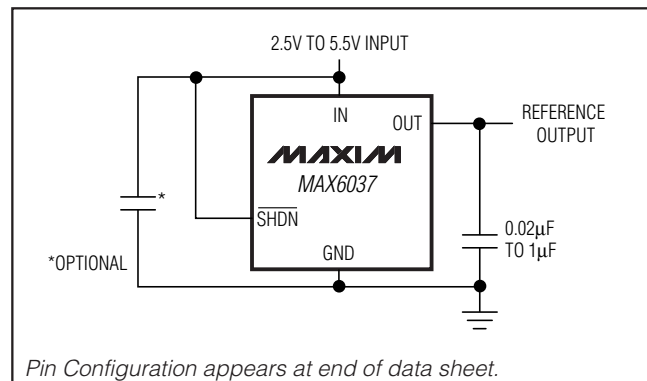 2.5V TO 5.5V INPUT
IN
OUT
REFERENCE
OUTPUT
MAXIM
MAX6037
*
SHDN
0.02µF
TO 1µF
GND
*OPTIONAL
Pin Configuration appears at end of data sheet.